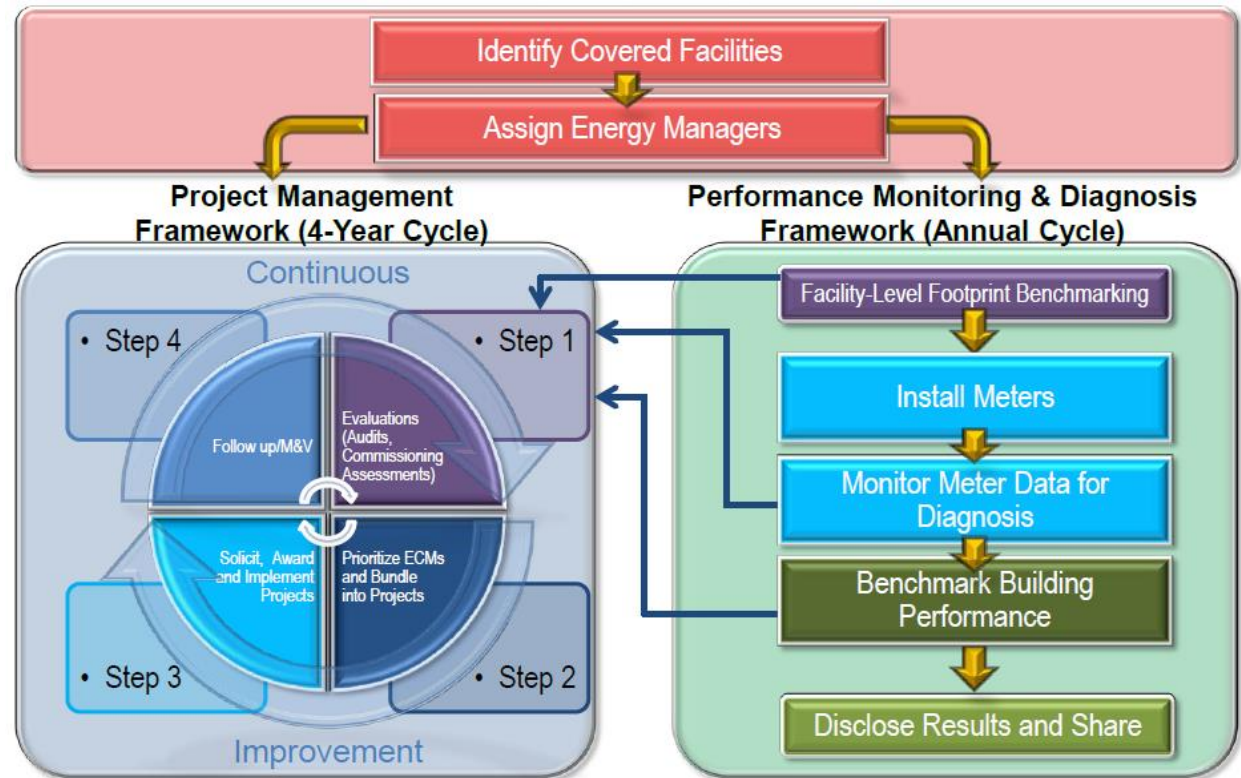 Identify Covered Facilities
Assign Energy Managers
Project Management
Framework (4-Year Cycle)
Performance Monitoring & Diagnosis
Framework (Annual Cycle)
Continuous
• Step 4
• Step 1
Follow up/M&V
Evaluations
(Audits,
Commissioning
Assessments)
Solicit, Award
and Implement
Projects
Prioritize ECMs
and Bundle
into Projects
• Step 3
• Step 2
Improvement
Facility-Level Footprint Benchmarking
Install Meters
Monitor Meter Data for
Diagnosis
Benchmark Building
Performance
Disclose Results and Share